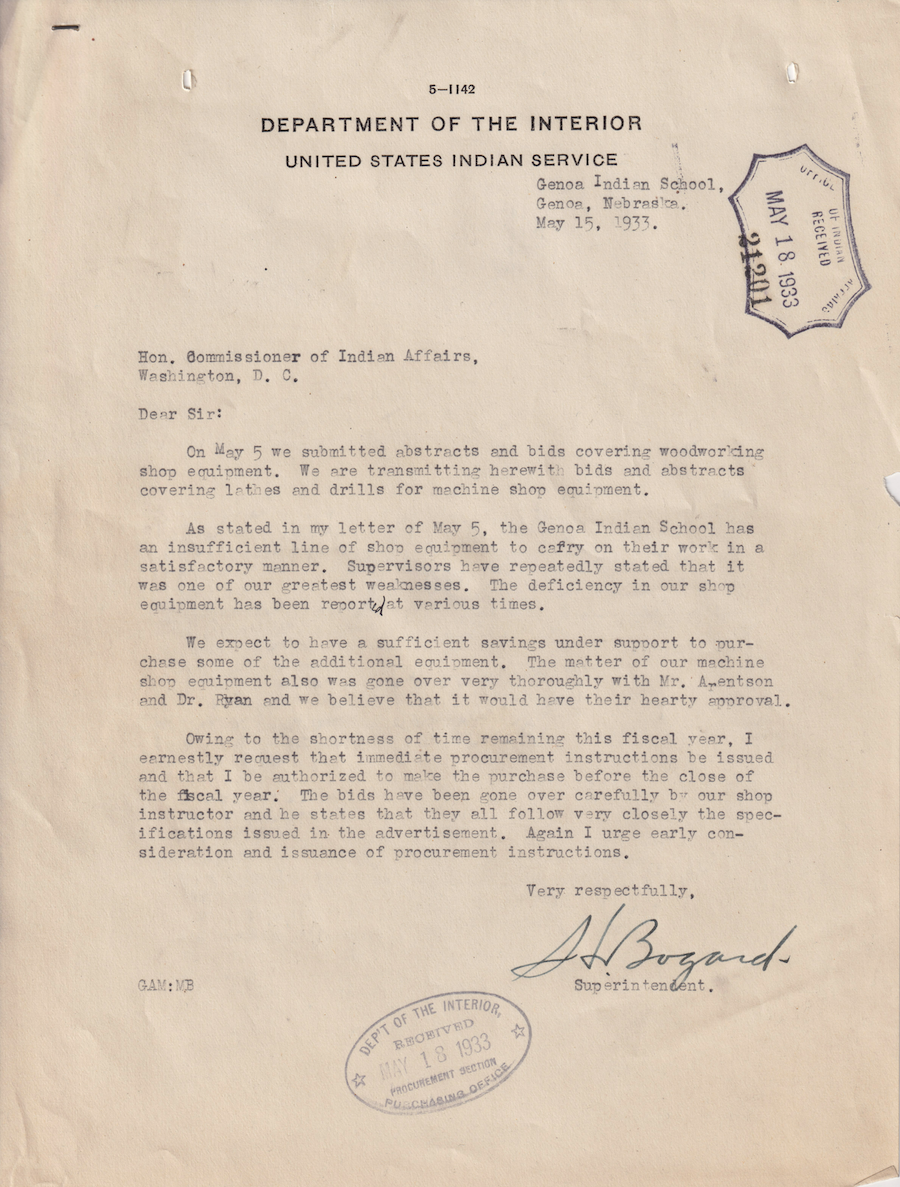 5—1142
DEPARTMENT OF THE INTERIOR
UNITED STATES INDIAN SERVICE
Genoa Indian School,
Genoa, Nebraska.
May 15, 1933.
OFFICE OF INDIAN AFFAIRS
RECEIVED
MAY 18 1933
21201
Hon. Commissioner of Indian Affairs,
Washington, D. C.
Dear Sir:
On May 5 we submitted abstracts and bids covering woodworking
shop equipment. We are transmitting herewith bids and abstracts
covering lathes and drills for machine shop equipment.
As stated in my letter of May 5, the Genoa Indian School has
an insufficient line of shop equipment to carry on their work in a
satisfactory manner. Supervisors have repeatedly stated that it
was one of our greatest weaknesses. The deficiency in our shop
equipment has been reported at various times.
We expect to have a sufficient savings under support to pur-
chase some of the additional equipment. The matter of our machine
shop equipment also was gone over very thoroughly with Mr.
and Dr. Ryan and we believe that it would have their hearty approval.
Owing to the shortness of time remaining this fiscal year, I
earnestly request that immediate procurement instructions be issued
and that I be authorized to make the purchase before the close of
the fiscal year. The bids have been gone over carefully by our shop
instructor and he states that they all follow very closely the spec-
ifications issued in the advertisement. Again I urge early con-
sideration and issuance of procurement instructions.
Very respectfully,
Bogard
Superintendent.
GAM:MB
DEP'T OF THE INTERIOR,
RECEIVED
MAY 18 1933
PROCUREMENT SECTION
PURCHASING OFFICE